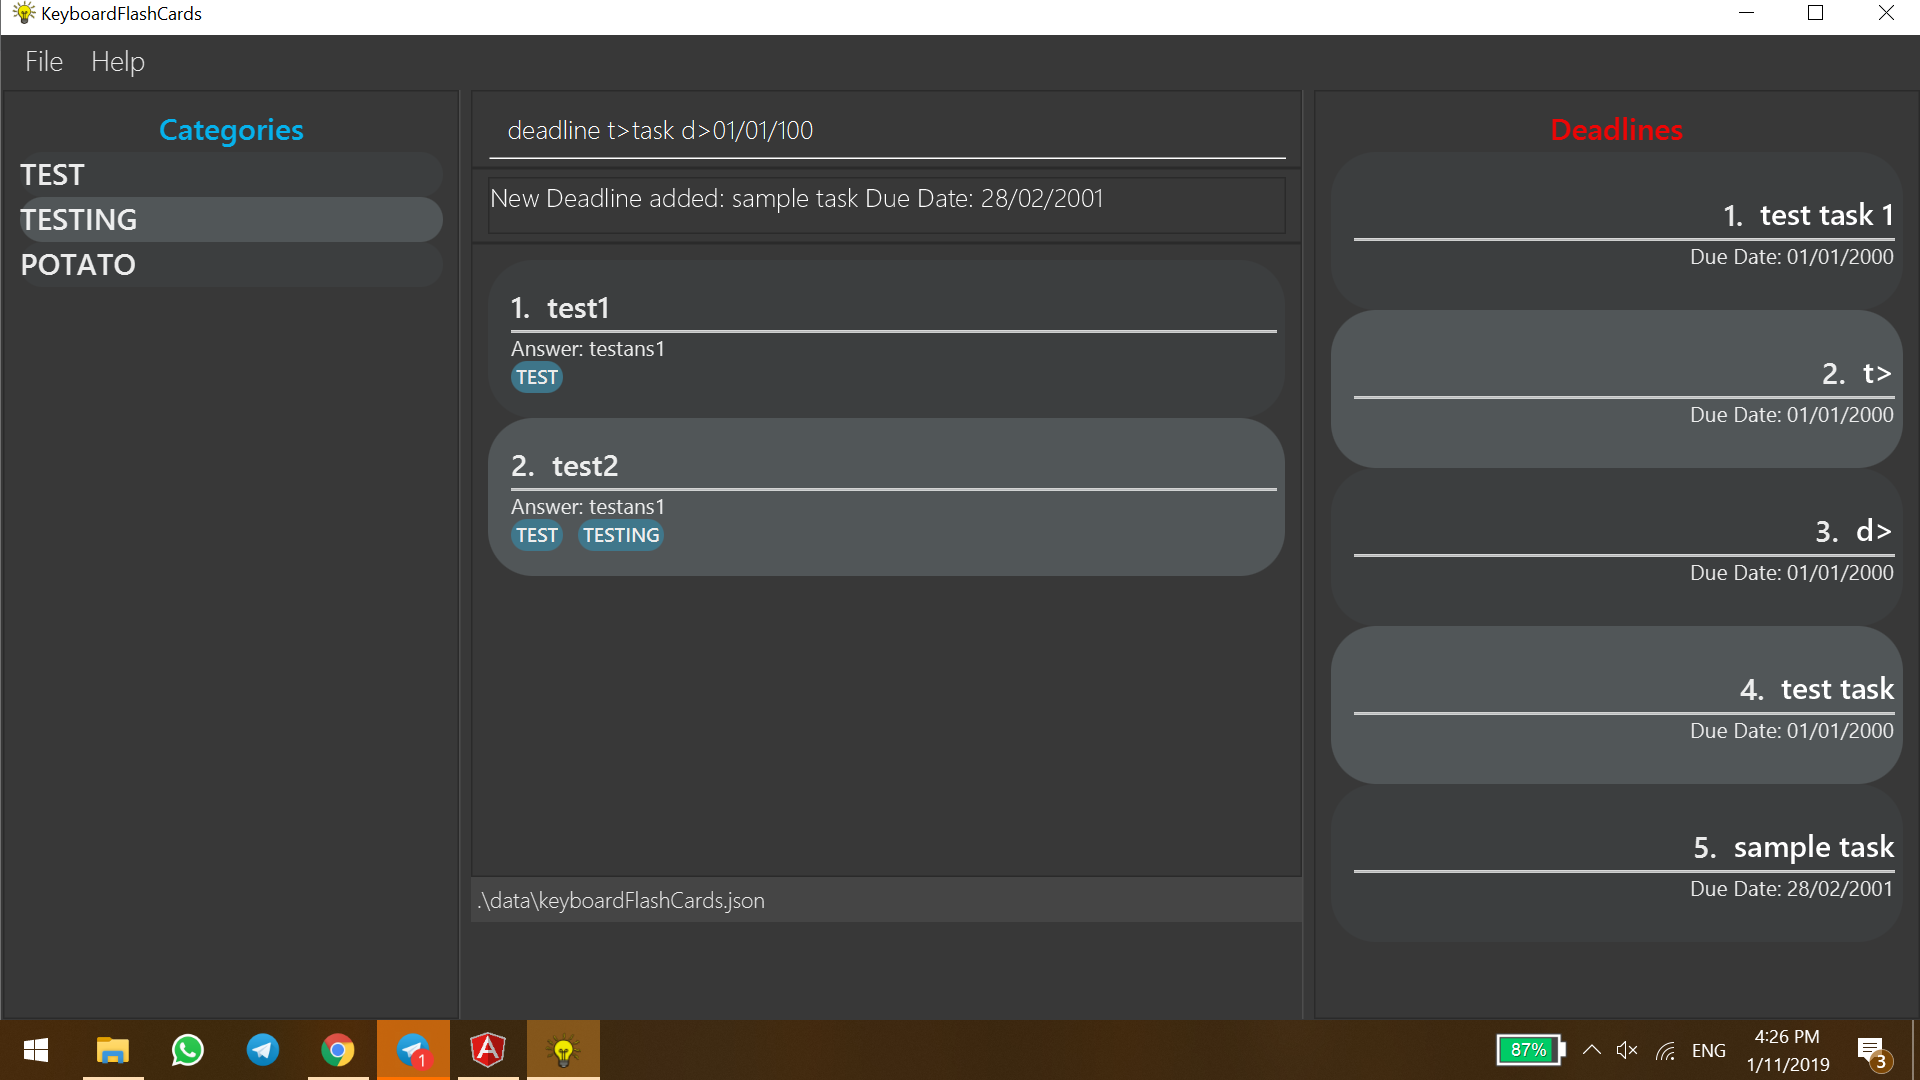 KeyboardFlashCards
File Help
Categories
TEST
TESTING
POTATO
deadline t>task d>01/01/100
New Deadline added: sample task Due Date: 28/02/2001
1. test1
Answer: testans1
TEST
2. test2
Answer: testans1
TEST TESTING
.\data\keyboardFlashCards.json
Deadlines
1. test task 1
Due Date: 01/01/2000
2. t>
Due Date: 01/01/2000
3. d>
Due Date: 01/01/2000
4. test task
Due Date: 01/01/2000
5. sample task
Due Date: 28/02/2001
1
87%
ENG
4:26 PM
1/11/2019
3